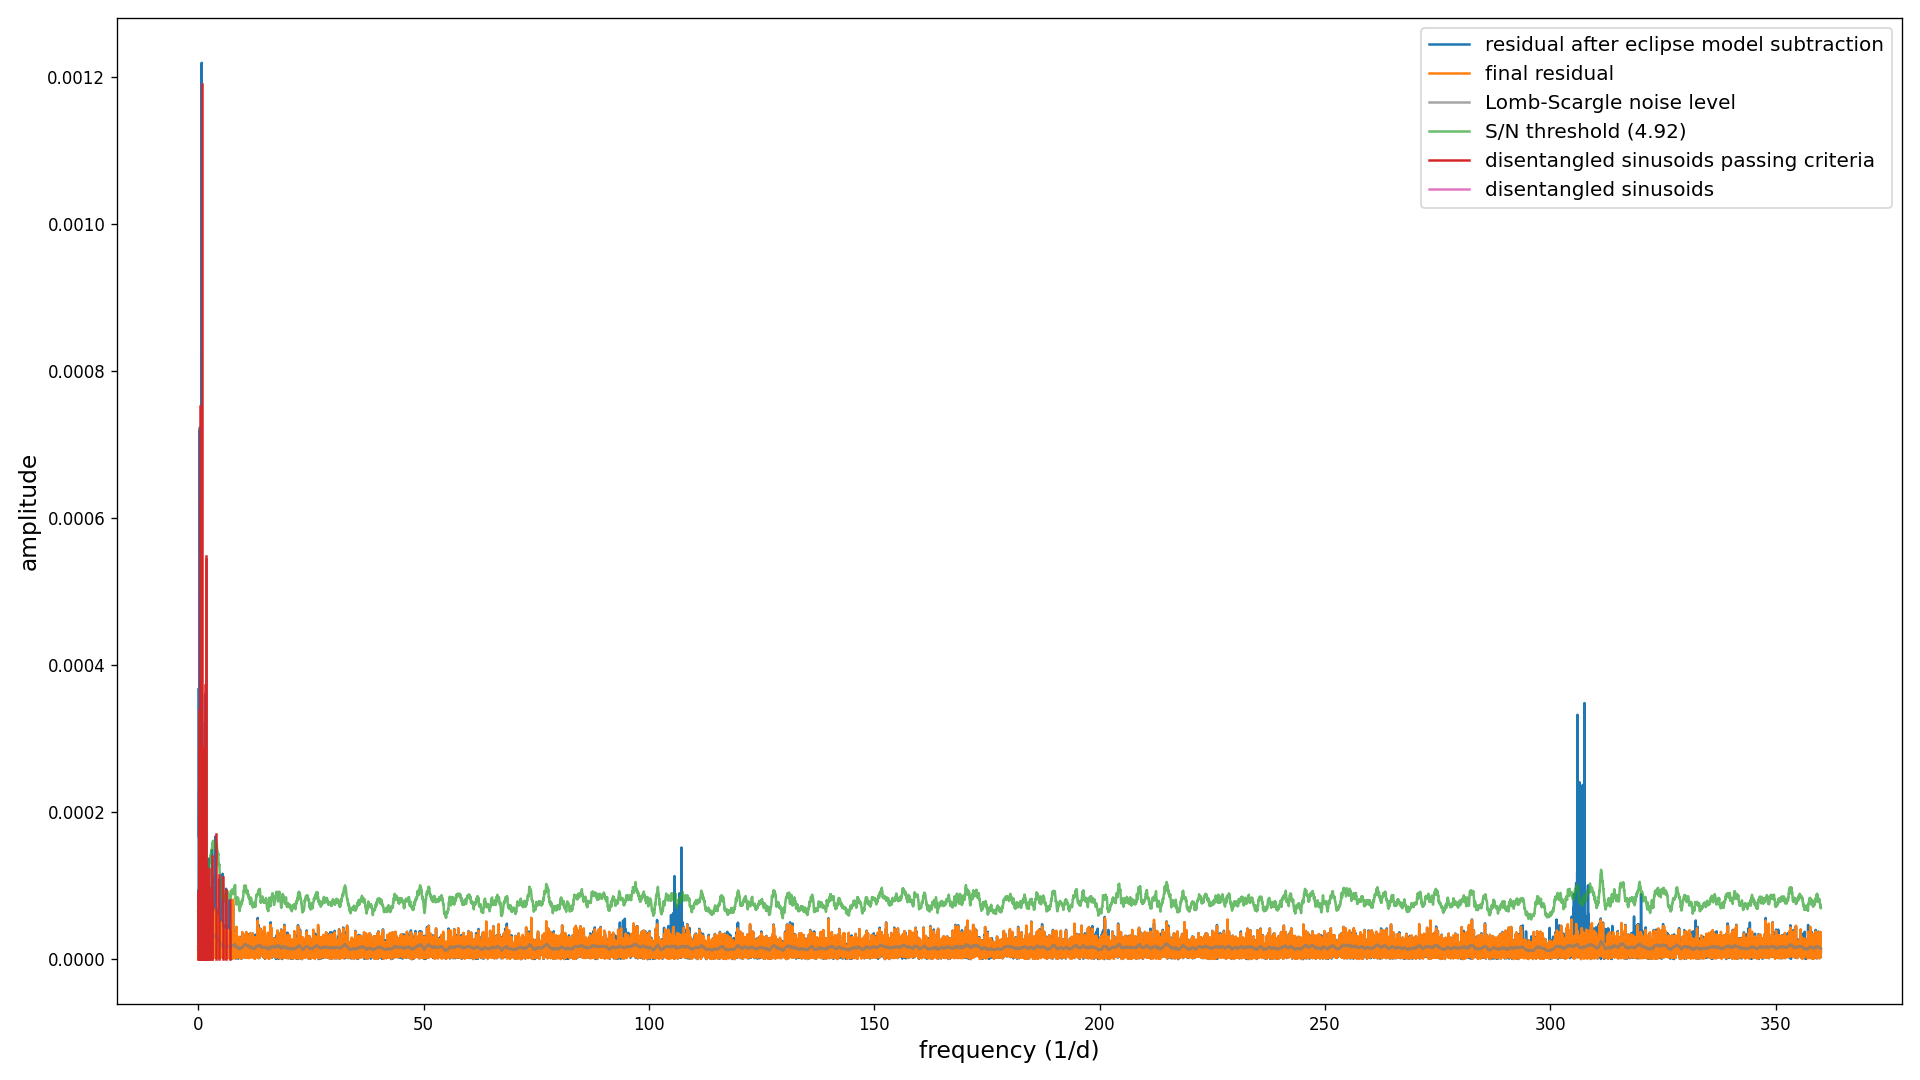 residual after eclipse model subtraction
final residual
Lomb-Scargle noise level
S/N threshold (4.92)
disentangled sinusoids passing criteria
disentangled sinusoids
0.0012
0.0010
0.0008
0.0006
0.0004
0.0002
0.0000
amplitude
0 50 100 150 200 250 300 350
frequency (1/d)